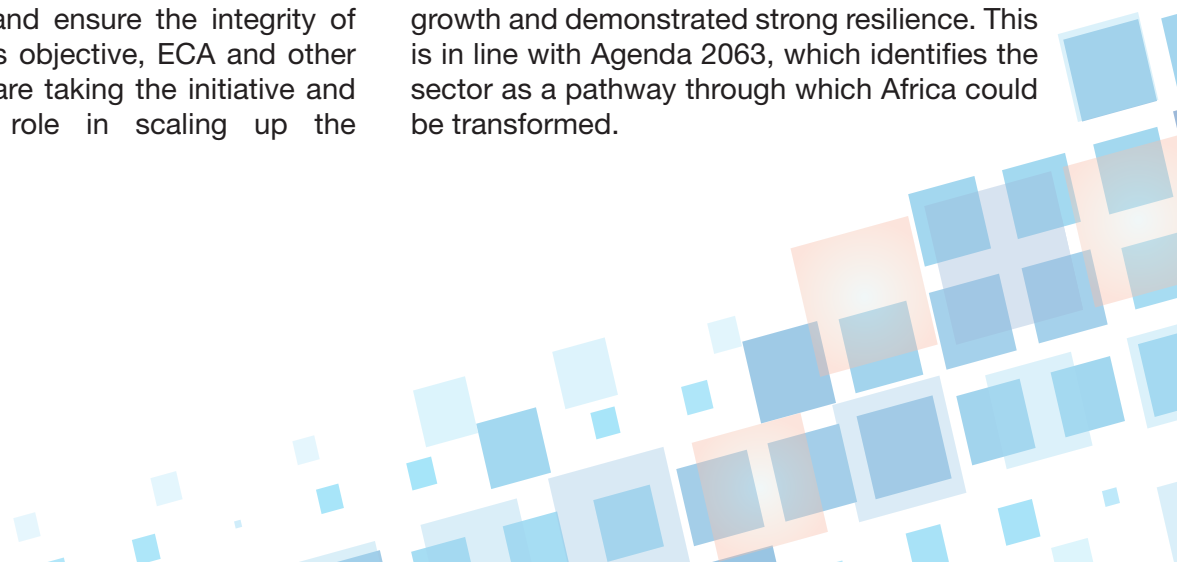 and ensure the integrity of
s objective, ECA and other
are taking the initiative and
role in scaling up the
growth and demonstrated strong resilience. This
is in line with Agenda 2063, which identifies the
sector as a pathway through which Africa could
be transformed.